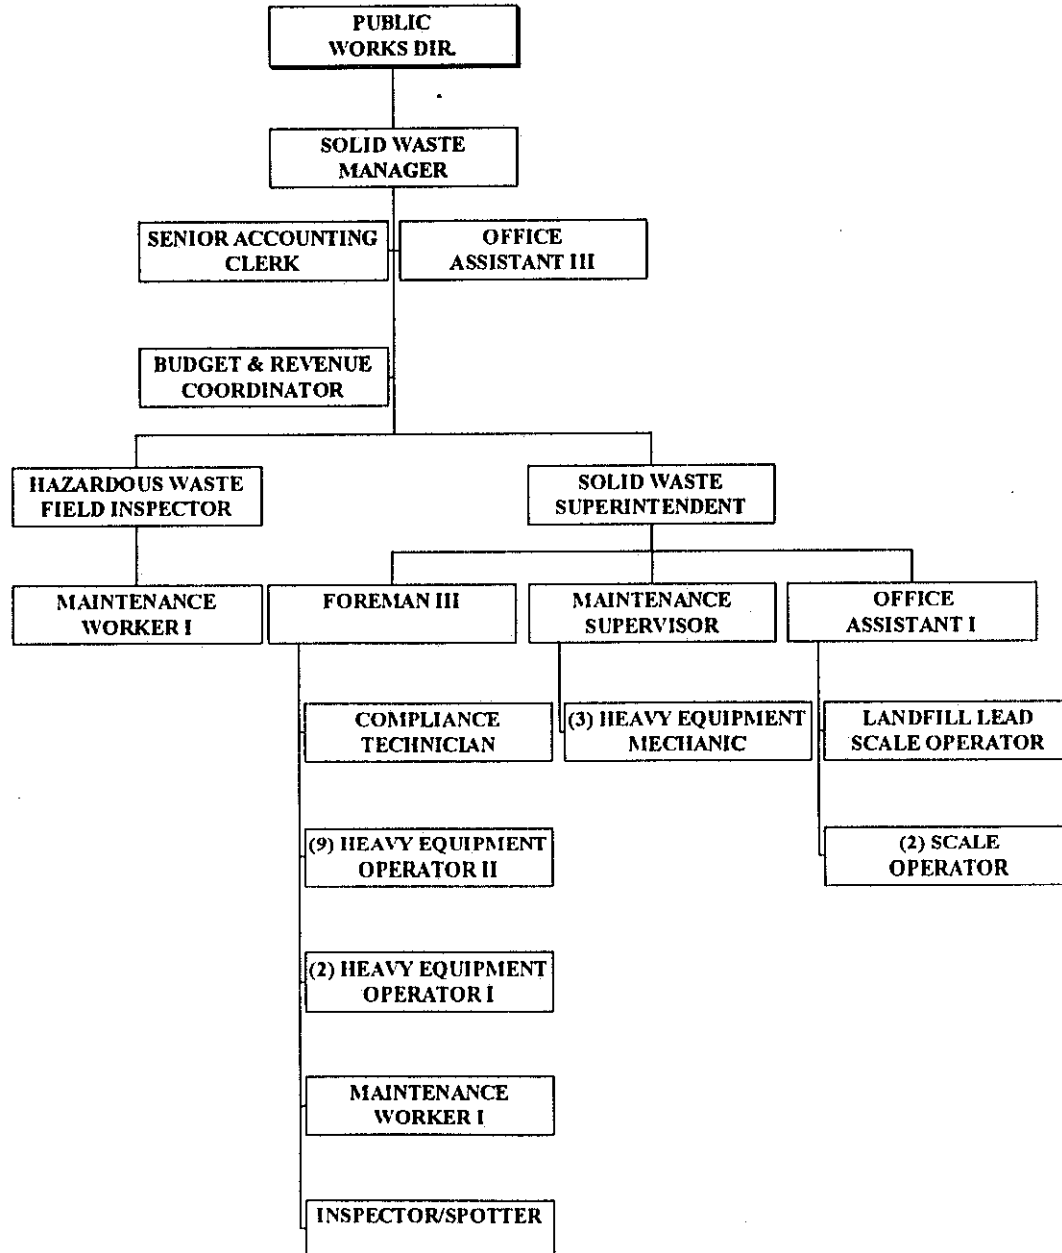 PUBLIC
WORKS DIR.
SOLID WASTE
MANAGER
SENIOR ACCOUNTING
CLERK
OFFICE
ASSISTANT III
BUDGET & REVENUE
COORDINATOR
HAZARDOUS WASTE
FIELD INSPECTOR
SOLID WASTE
SUPERINTENDENT
MAINTENANCE
WORKER I
FOREMAN III
MAINTENANCE
SUPERVISOR
OFFICE
ASSISTANT I
COMPLIANCE
TECHNICIAN
(3) HEAVY EQUIPMENT
MECHANIC
LANDFILL LEAD
SCALE OPERATOR
(9) HEAVY EQUIPMENT
OPERATOR II
(2) SCALE
OPERATOR
(2) HEAVY EQUIPMENT
OPERATOR I
MAINTENANCE
WORKER I
INSPECTOR/SPOTTER